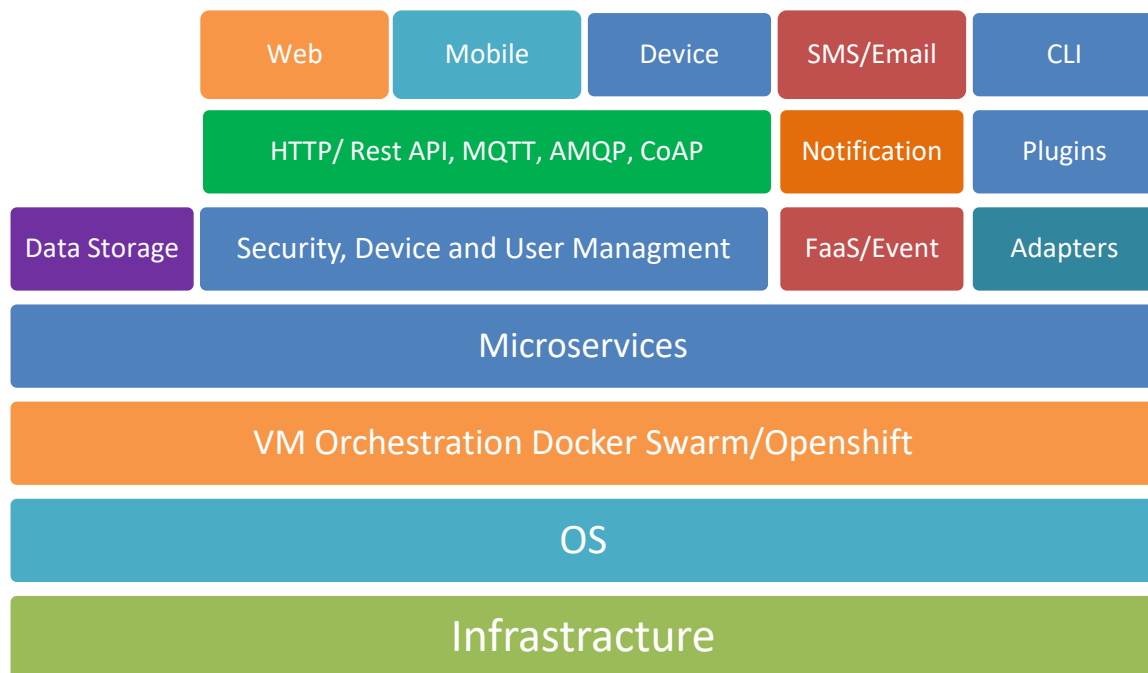 Web
Mobile
Device
SMS/Email
CLI
HTTP/ Rest API, MQTT, AMQP, CoAP
Notification
Plugins
Data Storage
Security, Device and User Managment
FaaS/Event
Adapters
Microservices
VM Orchestration Docker Swarm/Openshift
OS
Infrastracture